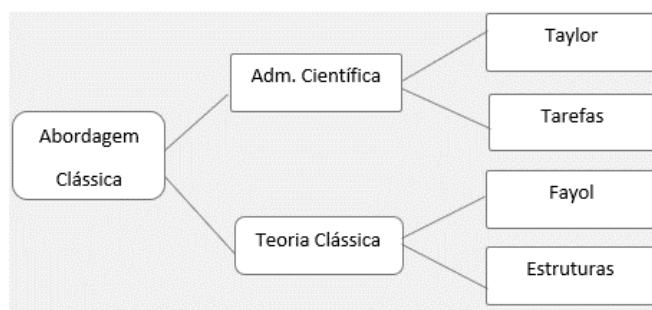 Abordagem
Clássica
Adm. Científica
Teoria Clássica
Taylor
Tarefas
Fayol
Estruturas